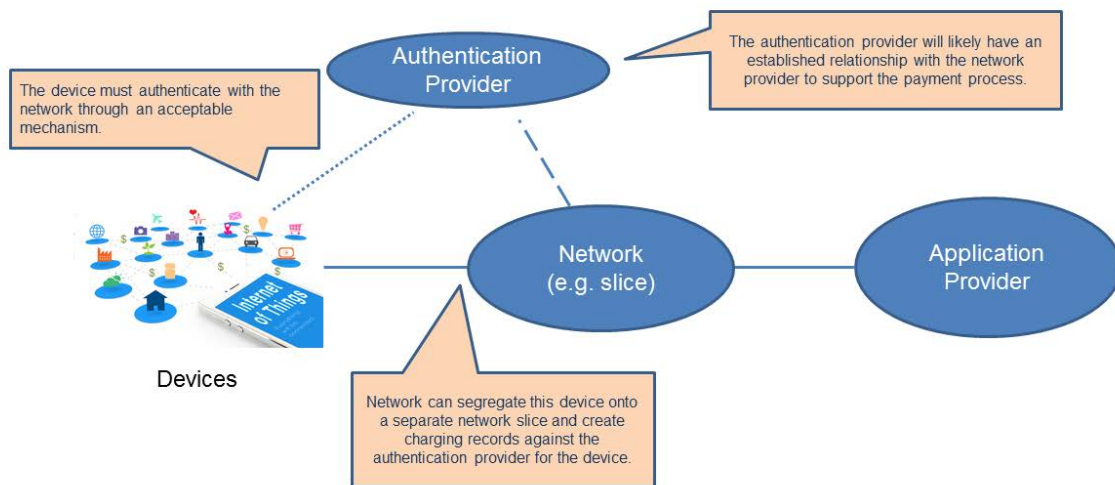 Authentication
Provider
The authentication provider will likely have an
established relationship with the network
provider to support the payment process.
The device must authenticate with the
network through an acceptable
mechanism.
$
$
$
$
$
Internet
of Things
Network
(e.g. slice)
Application
Provider
Devices
Network can segregate this device onto
a separate network slice and create
charging records against the
authentication provider for the device.